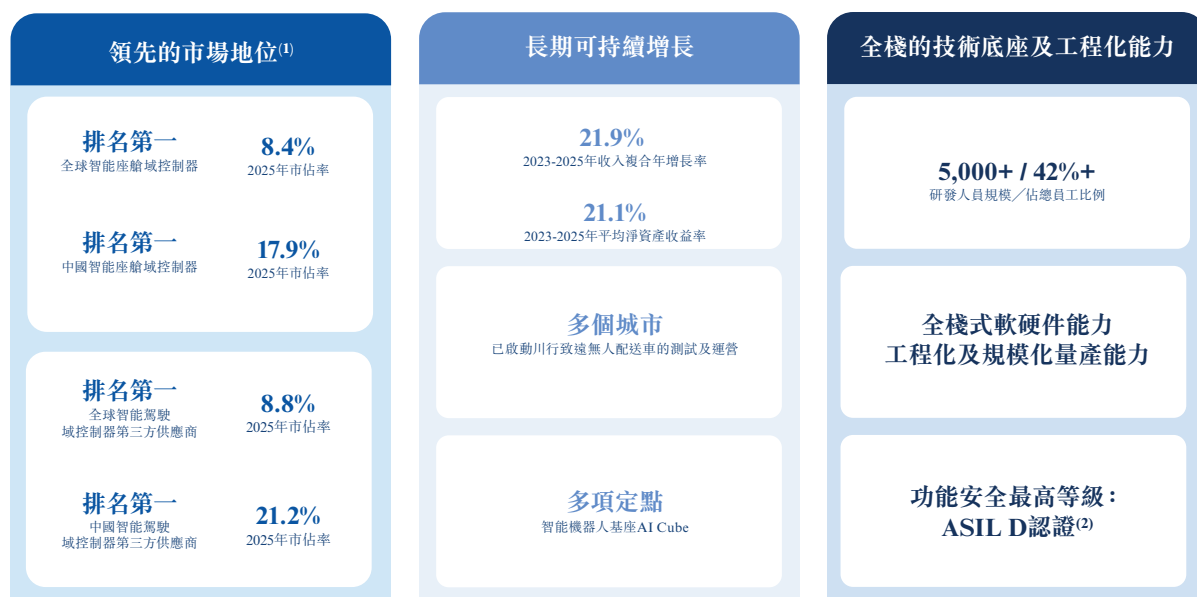 領先的市場地位(1)
排名第一
全球智能座艙域控制器
8.4%
2025年市佔率
排名第一
中國智能座艙域控制器
17.9%
2025年市佔率
排名第一
全球智能駕駛
域控制器第三方供應商
8.8%
2025年市佔率
排名第一
中國智能駕駛
域控制器第三方供應商
21.2%
2025年市佔率
長期可持續增長
21.9%
2023-2025年收入複合年增長率
21.1%
2023-2025年平均淨資產收益率
多個城市
已啟動川行致遠無人配送車的測試及運營
多項定點
智能機器人基座AI Cube
全棧的技術底座及工程化能力
5,000+ / 42%+
研發人員規模／佔總員工比例
全棧式軟硬件能力
工程化及規模化量產能力
功能安全最高等級：
ASIL D認證(2)